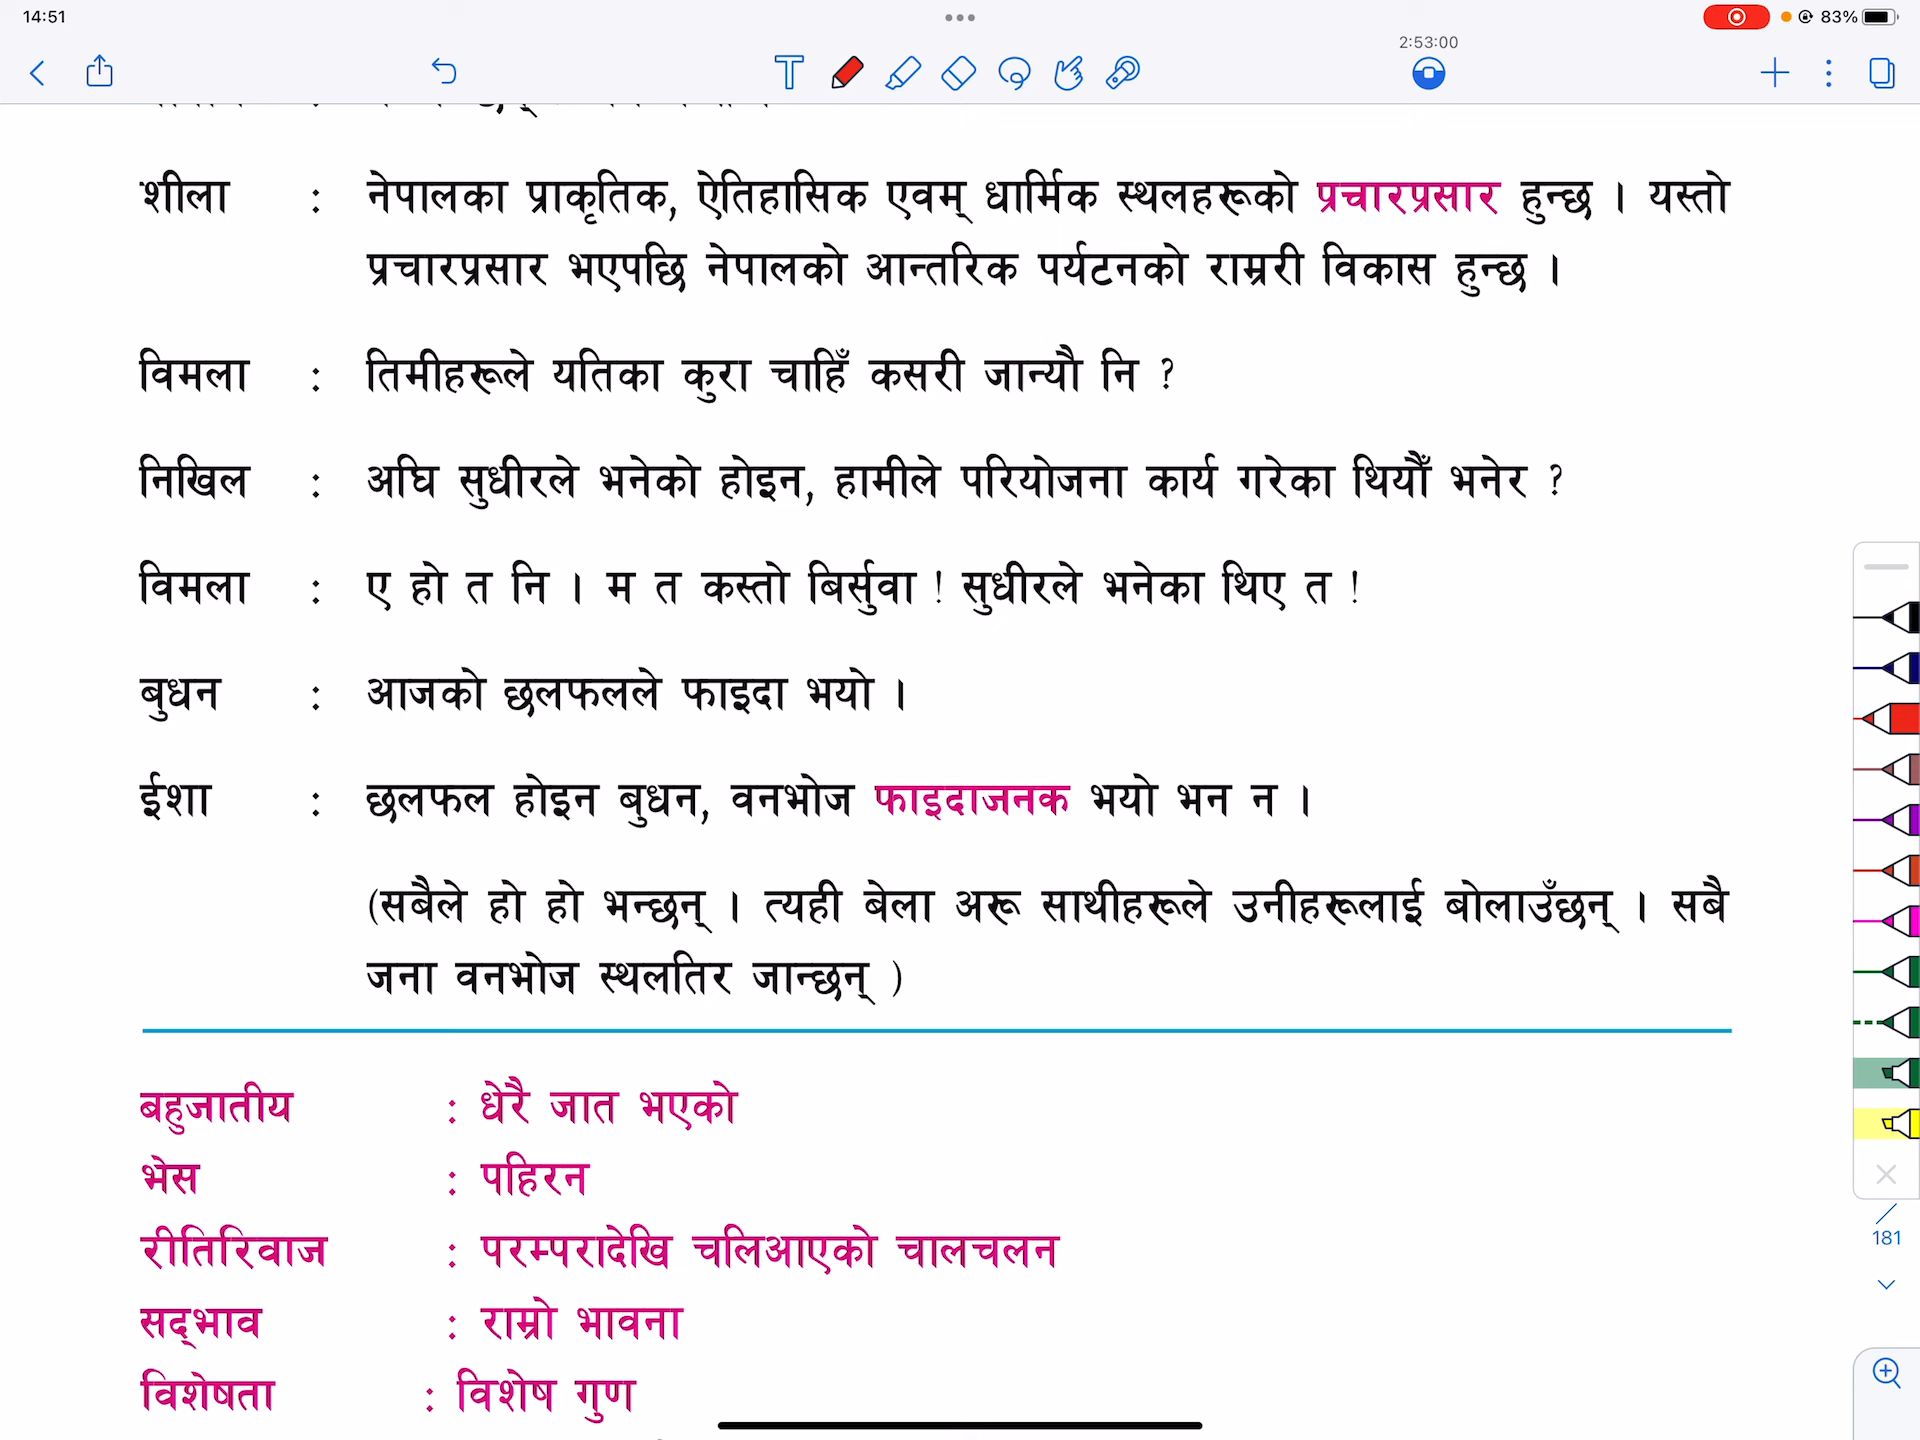 14:51
83%
2:53:00
शीला : नेपालका प्राकृतिक, ऐतिहासिक एवम् धार्मिक स्थलहरूको प्रचारप्रसार हुन्छ । यस्तो
प्रचारप्रसार भएपछि नेपालको आन्तरिक पर्यटनको राम्ररी विकास हुन्छ ।
विमला : तिमीहरूले यतिका कुरा चाहिँ कसरी जान्यौ नि ?
निखिल : अघि सुधीरले भनेको होइन, हामीले परियोजना कार्य गरेका थियौँ भनेर ?
विमला : ए हो त नि । म त कस्तो बिर्सुवा ! सुधीरले भनेका थिए त !
बुधन : आजको छलफलले फाइदा भयो ।
ईशा : छलफल होइन बुधन, वनभोज फाइदाजनक भयो भन न ।
(सबैले हो हो भन्छन् । त्यही बेला अरू साथीहरूले उनीहरूलाई बोलाउँछन् । सबै
जना वनभोज स्थलतिर जान्छन् )
बहुजातीय : धेरै जात भएको
भेस : पहिरन
रीतिरिवाज : परम्परादेखि चलिआएको चालचलन
सद्‌भाव : राम्रो भावना
विशेषता : विशेष गुण
181